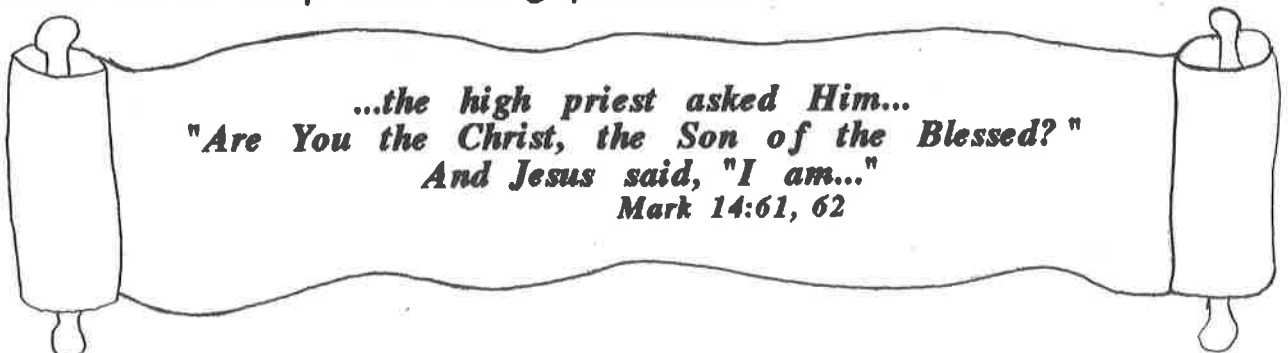 ...the high priest asked Him...
"Are You the Christ, the Son of the Blessed? "
And Jesus said, "I am..."
Mark 14:61, 62